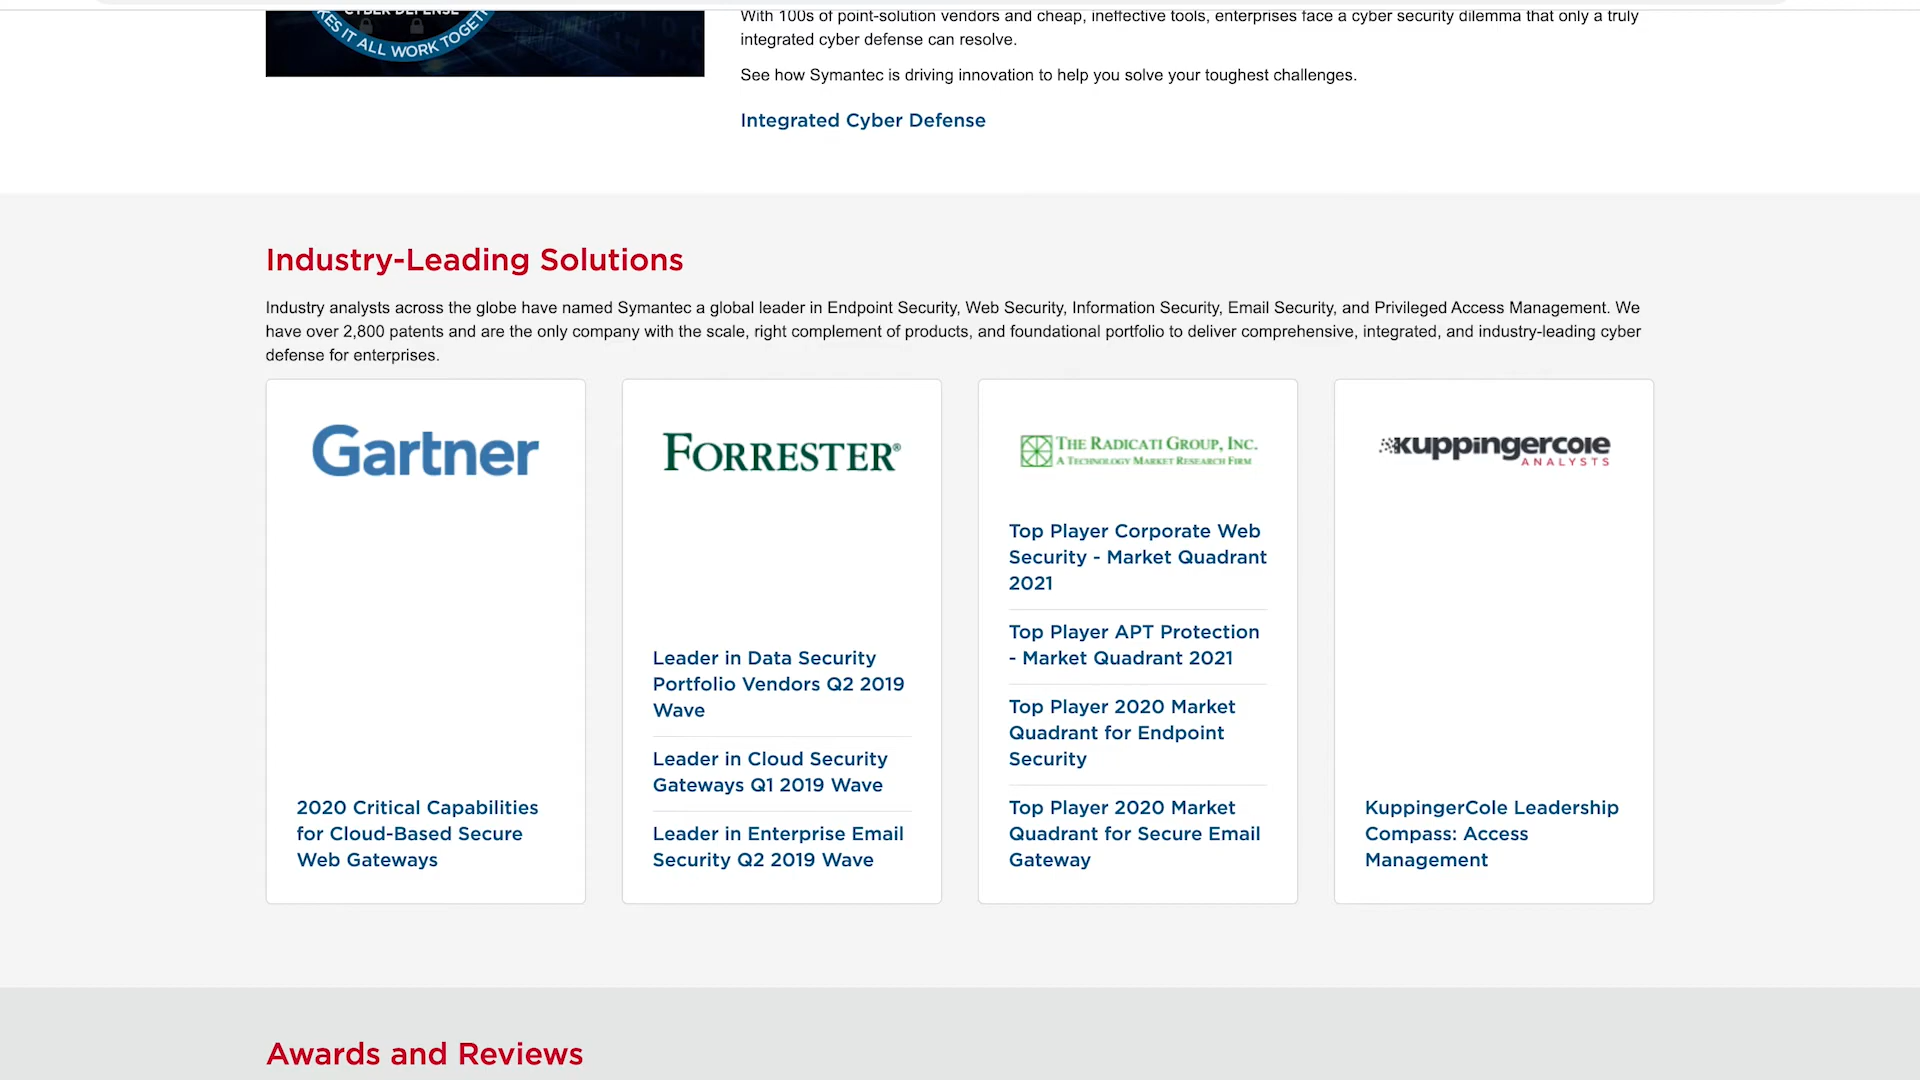 CYBER DEFENSE
KES IT ALL WORK TOGET
With 100s of point-solution vendors and cheap, ineffective tools, enterprises face a cyber security dilemma that only a truly
integrated cyber defense can resolve.
See how Symantec is driving innovation to help you solve your toughest challenges.
Integrated Cyber Defense
Industry-Leading Solutions
Industry analysts across the globe have named Symantec a global leader in Endpoint Security, Web Security, Information Security, Email Security, and Privileged Access Management. We
have over 2,800 patents and are the only company with the scale, right complement of products, and foundational portfolio to deliver comprehensive, integrated, and industry-leading cyber
defense for enterprises.
Gartner
2020 Critical Capabilities
for Cloud-Based Secure
Web Gateways
FORRESTER®
Leader in Data Security
Portfolio Vendors Q2 2019
Wave
Leader in Cloud Security
Gateways Q1 2019 Wave
Leader in Enterprise Email
Security Q2 2019 Wave
THE RADICATI GROUP, INC.
A TECHNOLOGY MARKET RESEARCH FIRM
Top Player Corporate Web
Security - Market Quadrant
2021
Top Player APT Protection
- Market Quadrant 2021
Top Player 2020 Market
Quadrant for Endpoint
Security
Top Player 2020 Market
Quadrant for Secure Email
Gateway
kuppingercole
ANALYSTS
KuppingerCole Leadership
Compass: Access
Management
Awards and Reviews